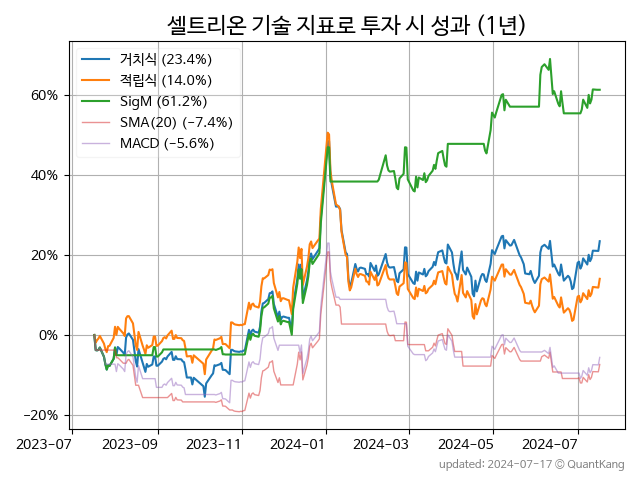 셀트리온 기술 지표로 투자 시 성과 (1년)
거치식 (23.4%)
적립식 (14.0%)
SigM (61.2%)
SMA(20) (−7.4%)
MACD (−5.6%)
60%
40%
20%
0%
−20%
2023-07 2023-09 2023-11 2024-01 2024-03 2024-05 2024-07
updated: 2024-07-17 © QuantKang